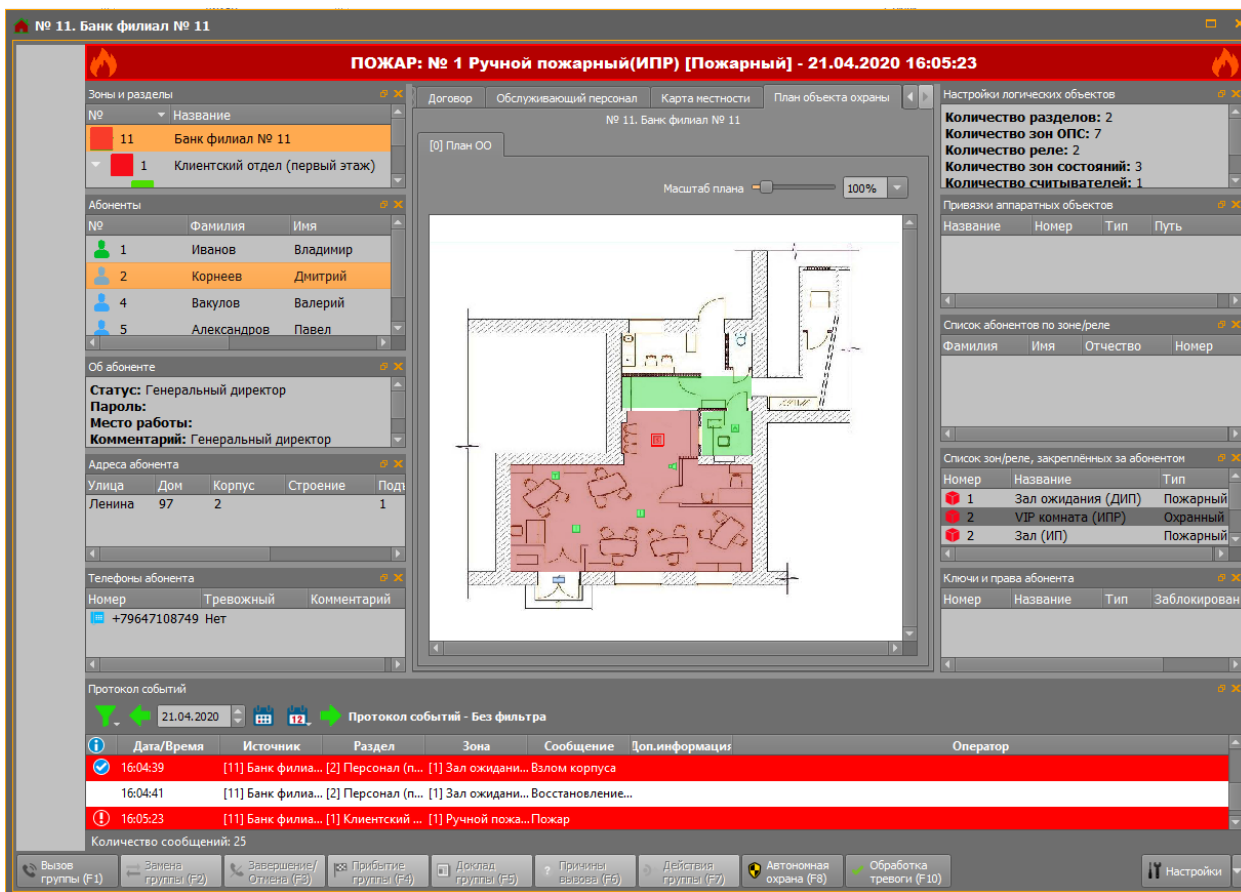 № 11. Банк филиал № 11
ПОЖАР: № 1 Ручной пожарный(ИПР) [Пожарный] - 21.04.2020 16:05:23
Зоны и разделы
№ Название
11 Банк филиал № 11
1 Клиентский отдел (первый этаж)
Абоненты
№ Фамилия Имя
1 Иванов Владимир
2 Корнеев Дмитрий
4 Вакулов Валерий
5 Александров Павел
Об абоненте
Статус: Генеральный директор
Пароль:
Место работы:
Комментарий: Генеральный директор
Адреса абонента
Улица Дом Корпус Строение Подъ
Ленина 97 2 1
Телефоны абонента
Номер Тревожный Комментарий
+79647108749 Нет
Договор Обслуживающий персонал Карта местности План объекта охраны
№ 11. Банк филиал № 11
[0] План ОО
Масштаб плана 100%
Настройки логических объектов
Количество разделов: 2
Количество зон ОПС: 7
Количество реле: 2
Количество зон состояний: 3
Количество считывателей: 1
Привязки аппаратных объектов
Название Номер Тип Путь
Список абонентов по зоне/реле
Фамилия Имя Отчество Номер
Список зон/реле, закреплённых за абонентом
Номер Название Тип
1 Зал ожидания (ДИП) Пожарный
2 VIP комната (ИПР) Охранный
2 Зал (ИП) Пожарный
Ключи и права абонента
Номер Название Тип Заблокирован
Протокол событий
21.04.2020 12 Протокол событий - Без фильтра
Дата/Время Источник Раздел Зона Сообщение Доп.информация Оператор
16:04:39 [11] Банк филиа... [2] Персонал (п... [1] Зал ожидани... Взлом корпуса
16:04:41 [11] Банк филиа... [2] Персонал (п... [1] Зал ожидани... Восстановление...
16:05:23 [11] Банк филиа... [1] Клиентский ... [1] Ручной пожа... Пожар
Количество сообщений: 25
Вызов группы (F1)
Замена группы (F2)
Завершение/Отмена (F3)
Прибытие группы (F4)
Доклад группы (F5)
Причины вызова (F6)
Действия группы (F7)
Автономная охрана (F8)
Обработка тревоги (F10)
Настройки